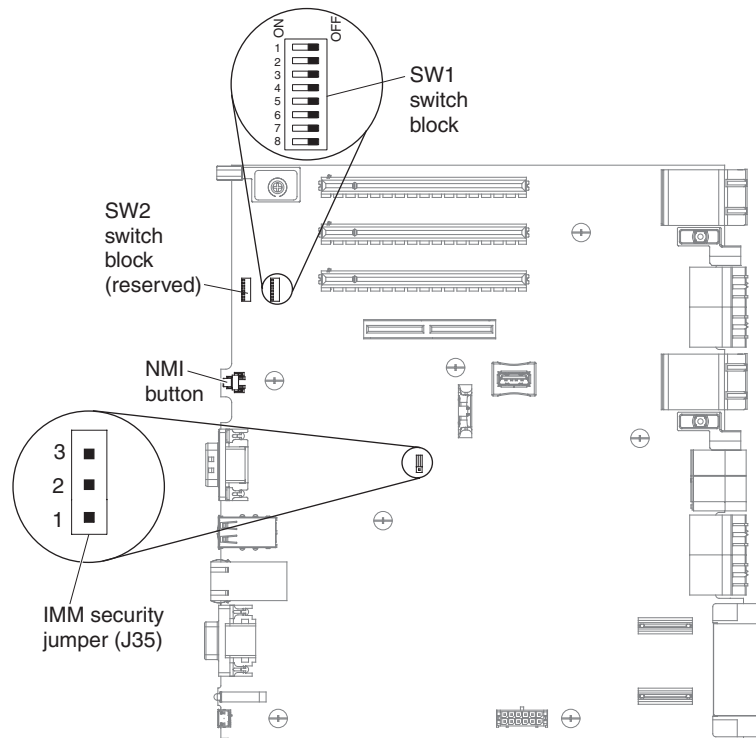 ON
OFF
1
2
3
4
5
6
7
8
SW1
switch
block
SW2
switch
block
(reserved)
NMI
button
3
2
1
IMM security
jumper (J35)